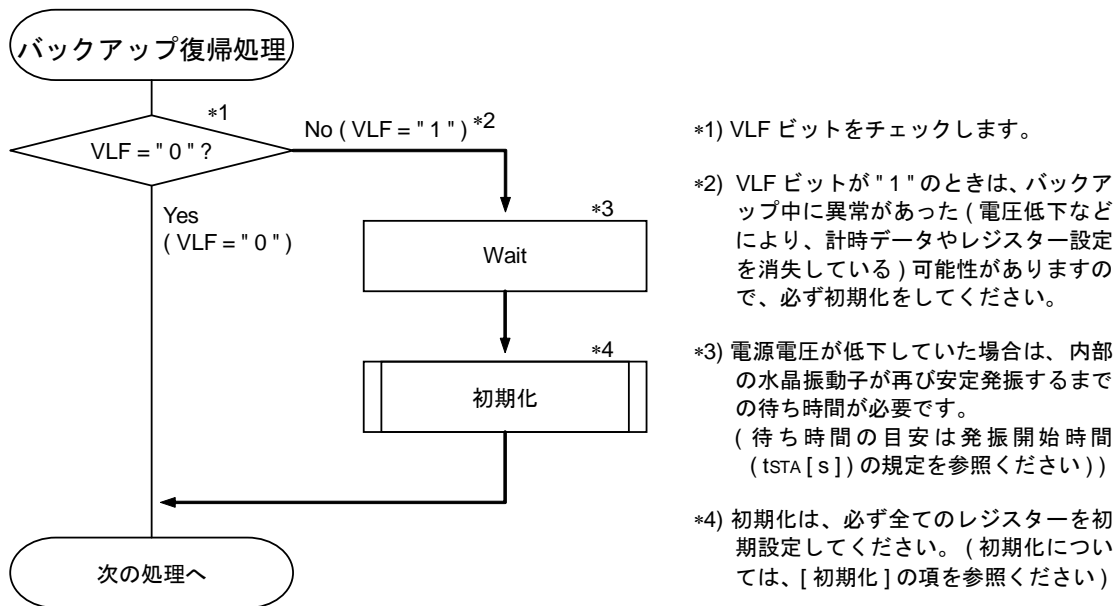 バックアップ復帰処理
*1
VLF = " 0 " ?
No ( VLF = " 1 " ) *2
Yes
( VLF = " 0 " )
*3
Wait
*4
初期化
次の処理へ
*1) VLF ビットをチェックします。
*2) VLF ビットが " 1 " のときは、バックア
ップ中に異常があった ( 電圧低下など
により、計時データやレジスター設定
を消失している ) 可能性がありますの
で、必ず初期化をしてください。
*3) 電源電圧が低下していた場合は、内部
の水晶振動子が再び安定発振するまで
の待ち時間が必要です。
( 待ち時間の目安は発振開始時間
( tSTA [ s ] ) の規定を参照ください ) )
*4) 初期化は、必ず全てのレジスターを初
期設定してください。 ( 初期化につい
ては、[ 初期化 ] の項を参照ください )